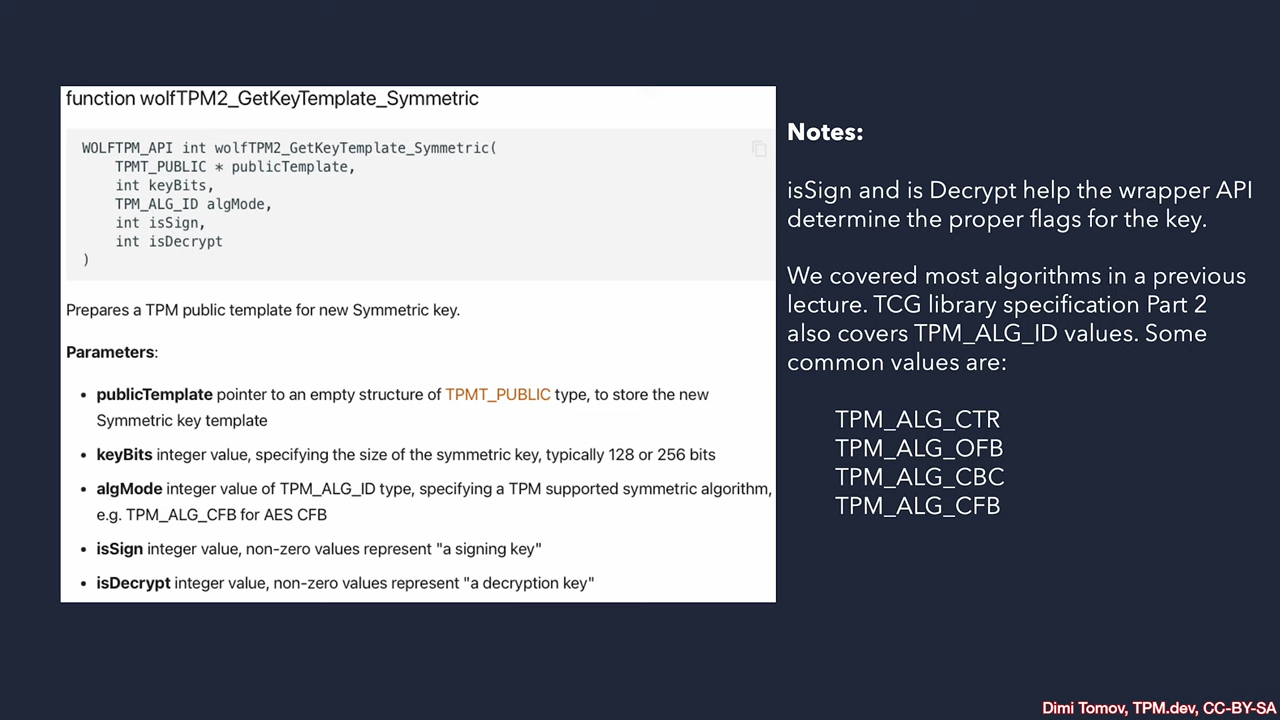 function wolfTPM2_GetKeyTemplate_Symmetric
WOLFTPM_API int wolfTPM2_GetKeyTemplate_Symmetric(
TPMT_PUBLIC * publicTemplate,
int keyBits,
TPM_ALG_ID algMode,
int isSign,
int isDecrypt
)
Prepares a TPM public template for new Symmetric key.
Parameters:
• publicTemplate pointer to an empty structure of TPMT_PUBLIC type, to store the new
Symmetric key template
• keyBits integer value, specifying the size of the symmetric key, typically 128 or 256 bits
• algMode integer value of TPM_ALG_ID type, specifying a TPM supported symmetric algorithm,
e.g. TPM_ALG_CFB for AES CFB
• isSign integer value, non-zero values represent "a signing key"
• isDecrypt integer value, non-zero values represent "a decryption key"
Notes:
isSign and is Decrypt help the wrapper API
determine the proper flags for the key.
We covered most algorithms in a previous
lecture. TCG library specification Part 2
also covers TPM_ALG_ID values. Some
common values are:
TPM_ALG_CTR
TPM_ALG_OFB
TPM_ALG_CBC
TPM_ALG_CFB
Dimi Tomov, TPM.dev, CC-BY-SA